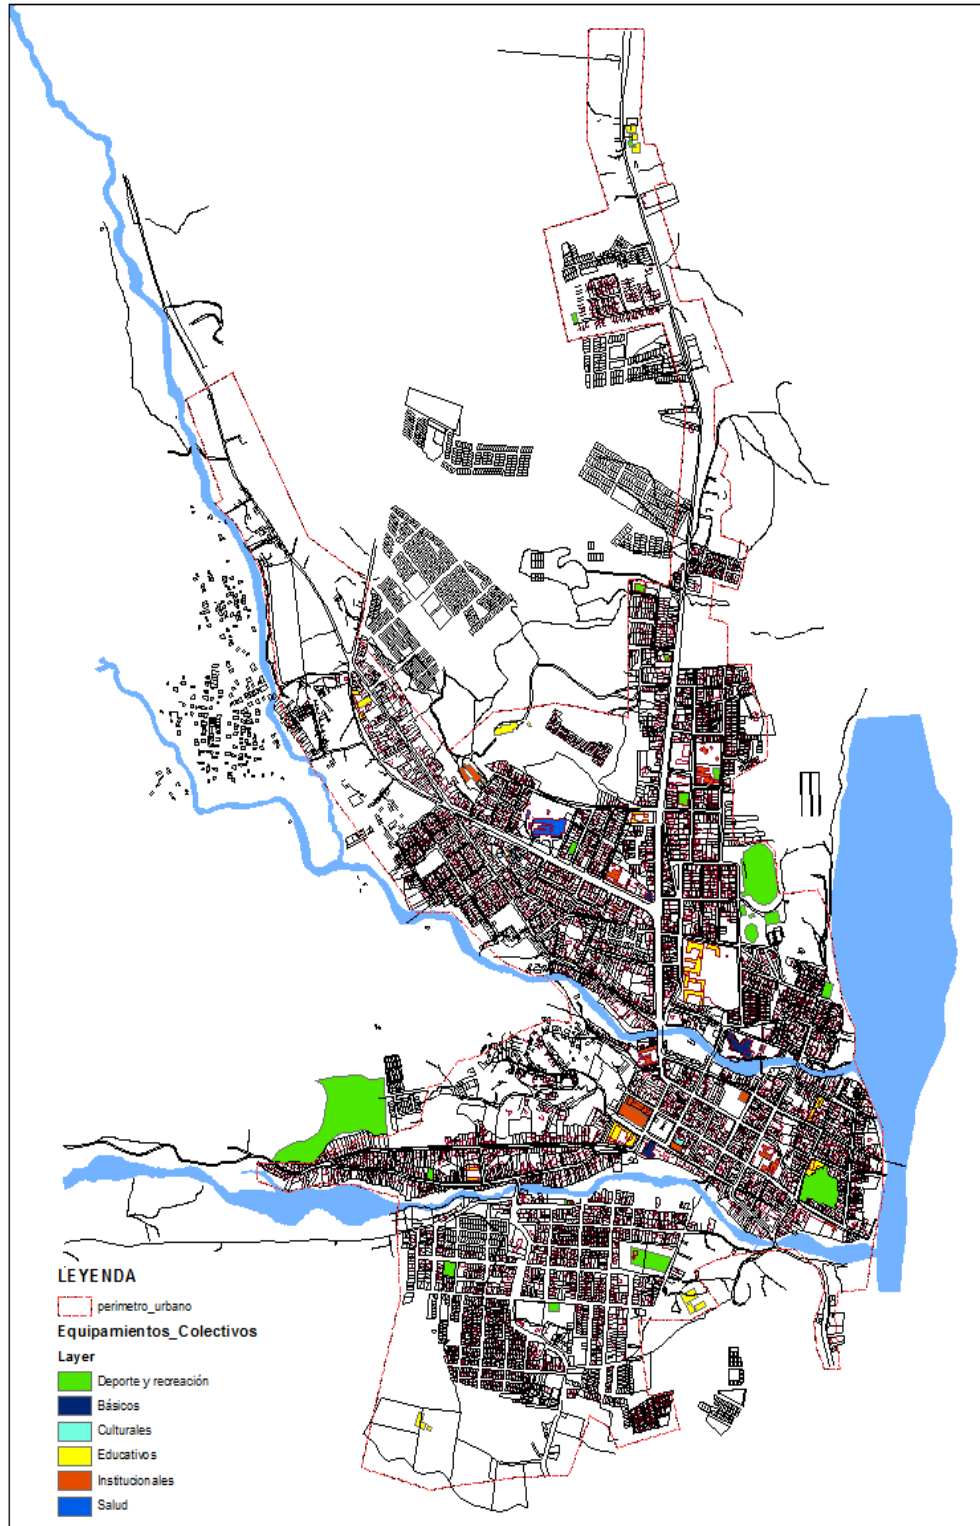 LEYENDA
perimetro_urbano
Equipamientos_Colectivos
Layer
Deporte y recreación
Básicos
Culturales
Educativos
Institucionales
Salud